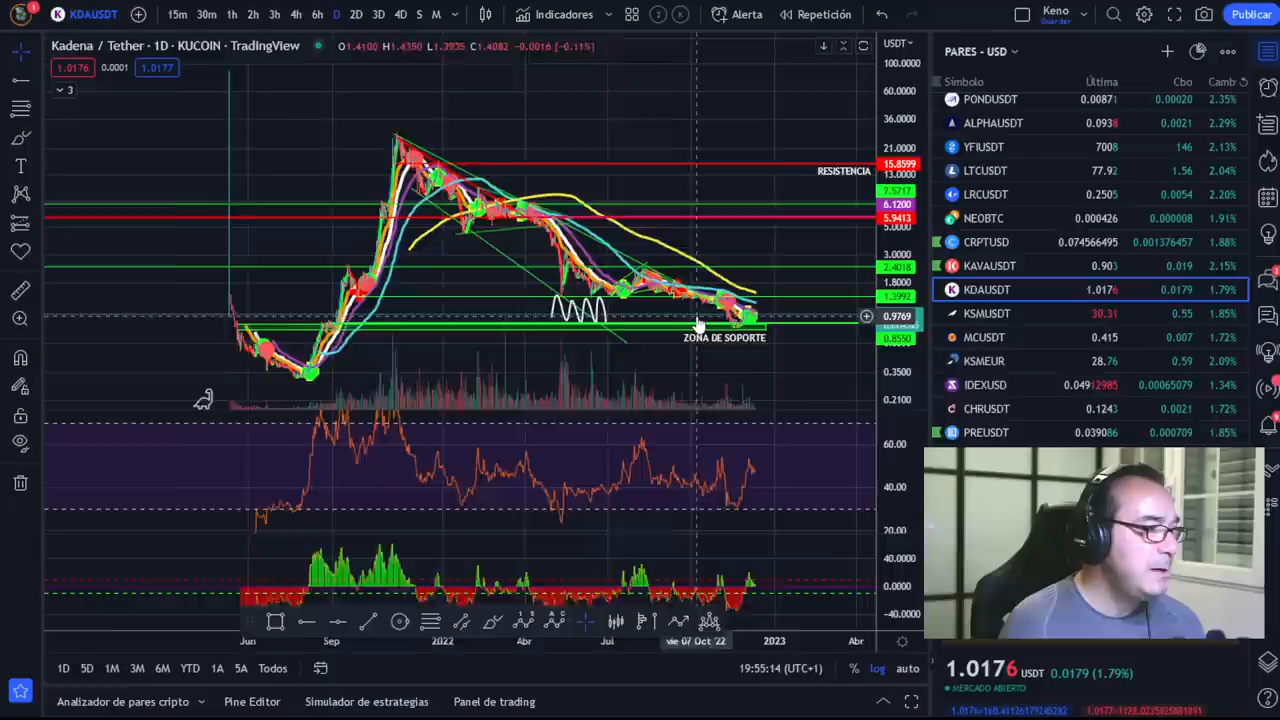 KDAUSDT 15m 30m 1h 2h 3h 4h 6h D 2D 3D 4D S M Indicadores Alerta Repetición Keno Guardar Publicar
Kadena / Tether · 1D · KUCOIN · TradingView O1.4100 H1.4350 L1.3935 C1.4082 -0.0016 (-0.11%)
1.0176 0.0001 1.0177
3
USDT
100.0000
60.0000
36.0000
21.0000
15.8599
RESISTENCIA
13.0000
7.5717
6.1200
5.9413
5.0000
3.0000
2.4018
1.8000
1.3992
0.9769
ZONA DE SOPORTE
0.8550
0.3500
0.2100
60.00
40.00
20.00
40.0000
0.0000
-40.0000
Jun Sep 2022 Abr Jul vie 07 Oct '22 2023 Abr
1D 5D 1M 3M 6M YTD 1A 5A Todos 19:55:14 (UTC+1) % log auto
Analizador de pares cripto Pine Editor Simulador de estrategias Panel de trading
PARES - USD
Símbolo Última Cbo Camb
PONDUSDT 0.00871 0.00020 2.35%
ALPHAUSDT 0.0938 0.0021 2.29%
YFIUSDT 7008 146 2.13%
LTCUSDT 77.92 1.56 2.04%
LRCUSDT 0.2505 0.0054 2.20%
NEOBTC 0.000426 0.000008 1.91%
CRPTUSD 0.074566495 0.001376457 1.88%
KAVAUSDT 0.903 0.019 2.15%
KDAUSDT 1.0176 0.0179 1.79%
KSMUSDT 30.31 0.55 1.85%
MCUSDT 0.415 0.007 1.72%
KSMEUR 28.76 0.59 2.09%
IDEXUSD 0.04912985 0.00065079 1.34%
CHRUSDT 0.1243 0.0021 1.72%
PREUSDT 0.039086 0.000709 1.85%
1.0176 USDT 0.0179 (1.79%)
MERCADO ABIERTO